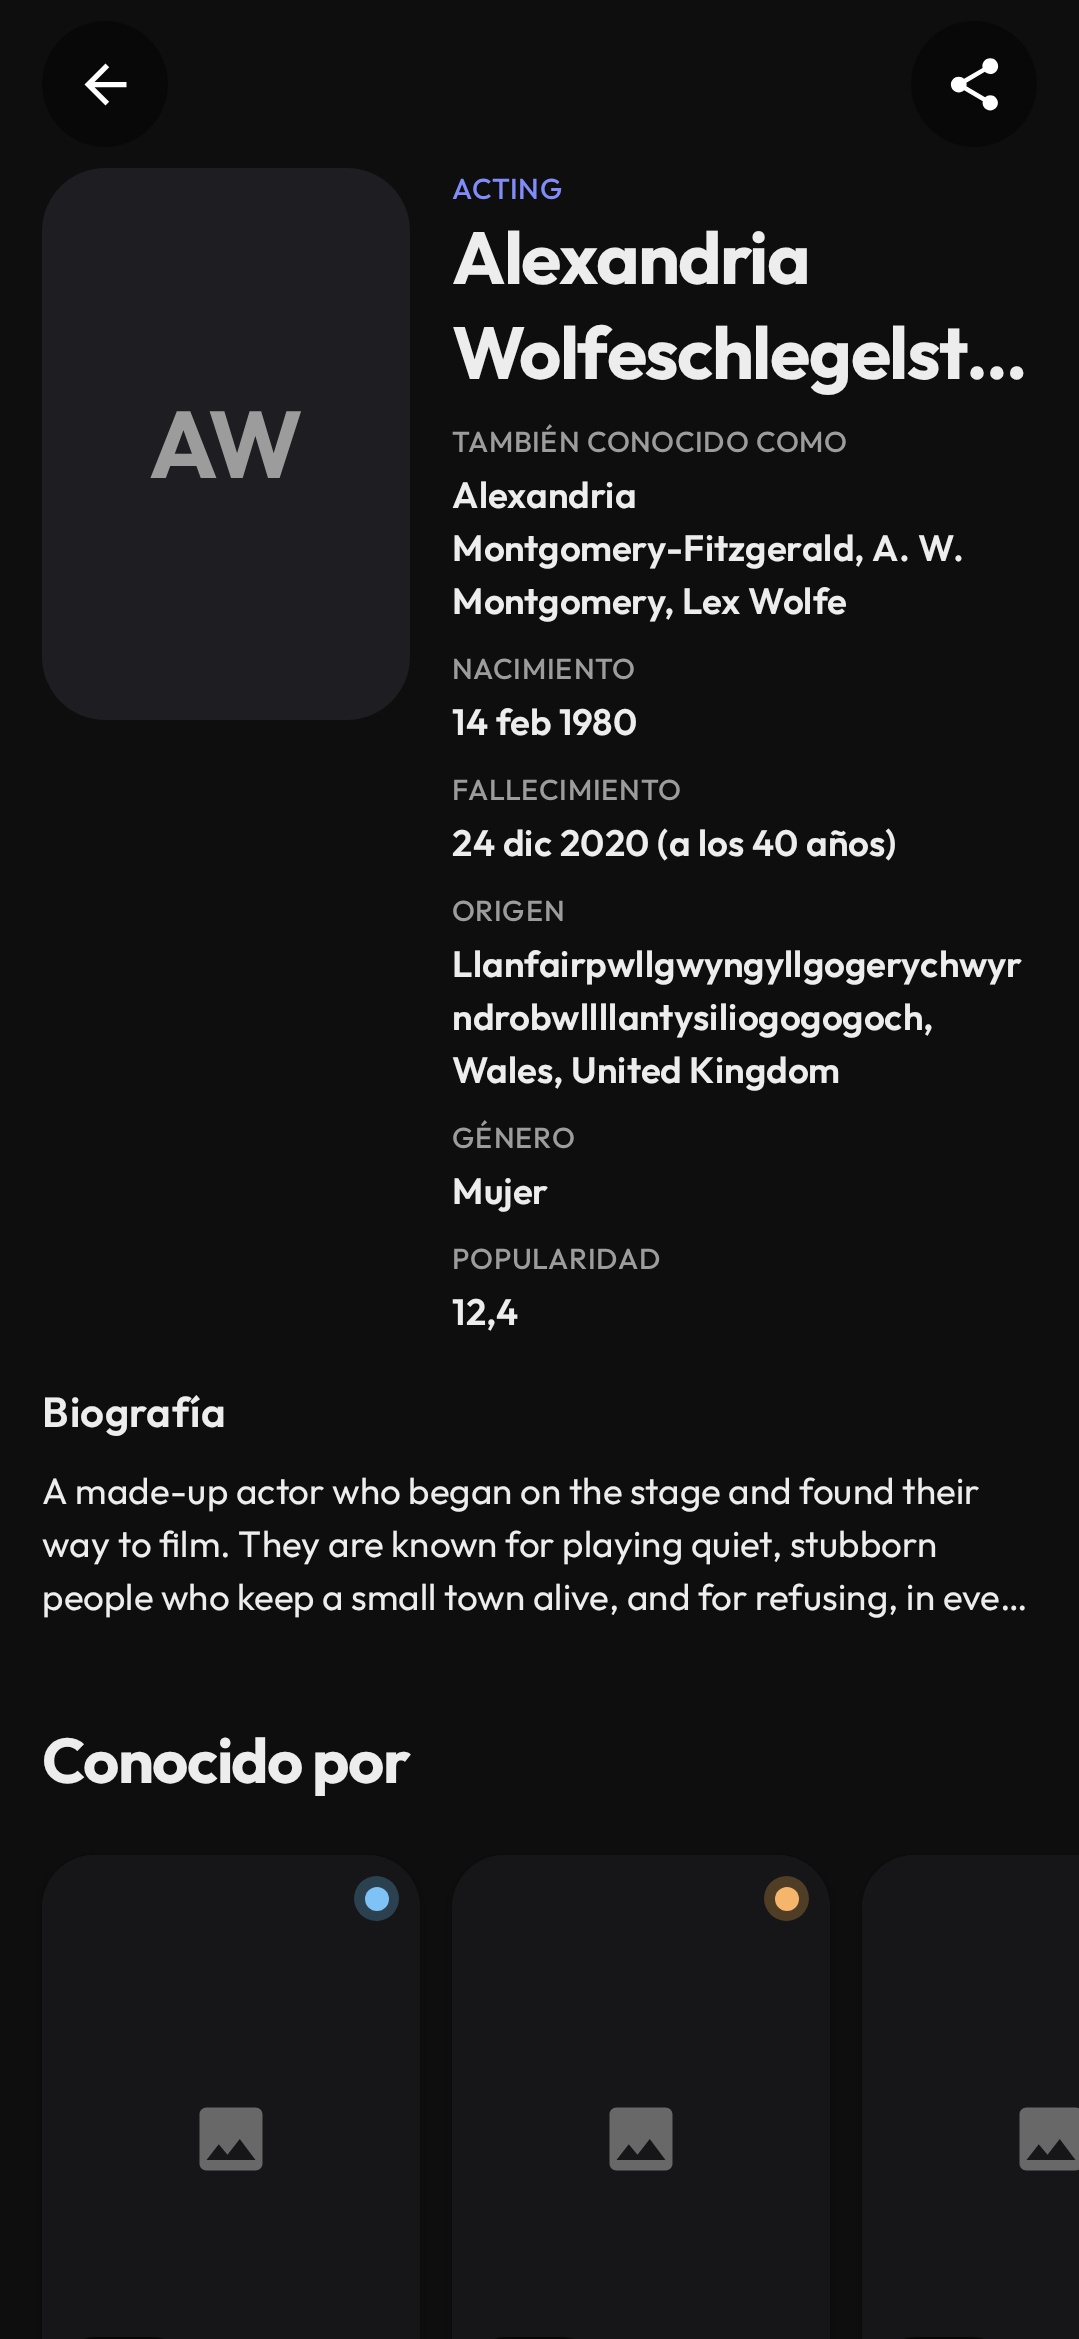 ACTING
Alexandria
Wolfeschlegelst...
AW
TAMBIÉN CONOCIDO COMO
Alexandria
Montgomery-Fitzgerald, A. W.
Montgomery, Lex Wolfe
NACIMIENTO
14 feb 1980
FALLECIMIENTO
24 dic 2020 (a los 40 años)
ORIGEN
Llanfairpwllgwyngyllgogerychwyr
ndrobwllllantysiliogogogoch,
Wales, United Kingdom
GÉNERO
Mujer
POPULARIDAD
12,4
Biografía
A made-up actor who began on the stage and found their
way to film. They are known for playing quiet, stubborn
people who keep a small town alive, and for refusing, in eve...
Conocido por